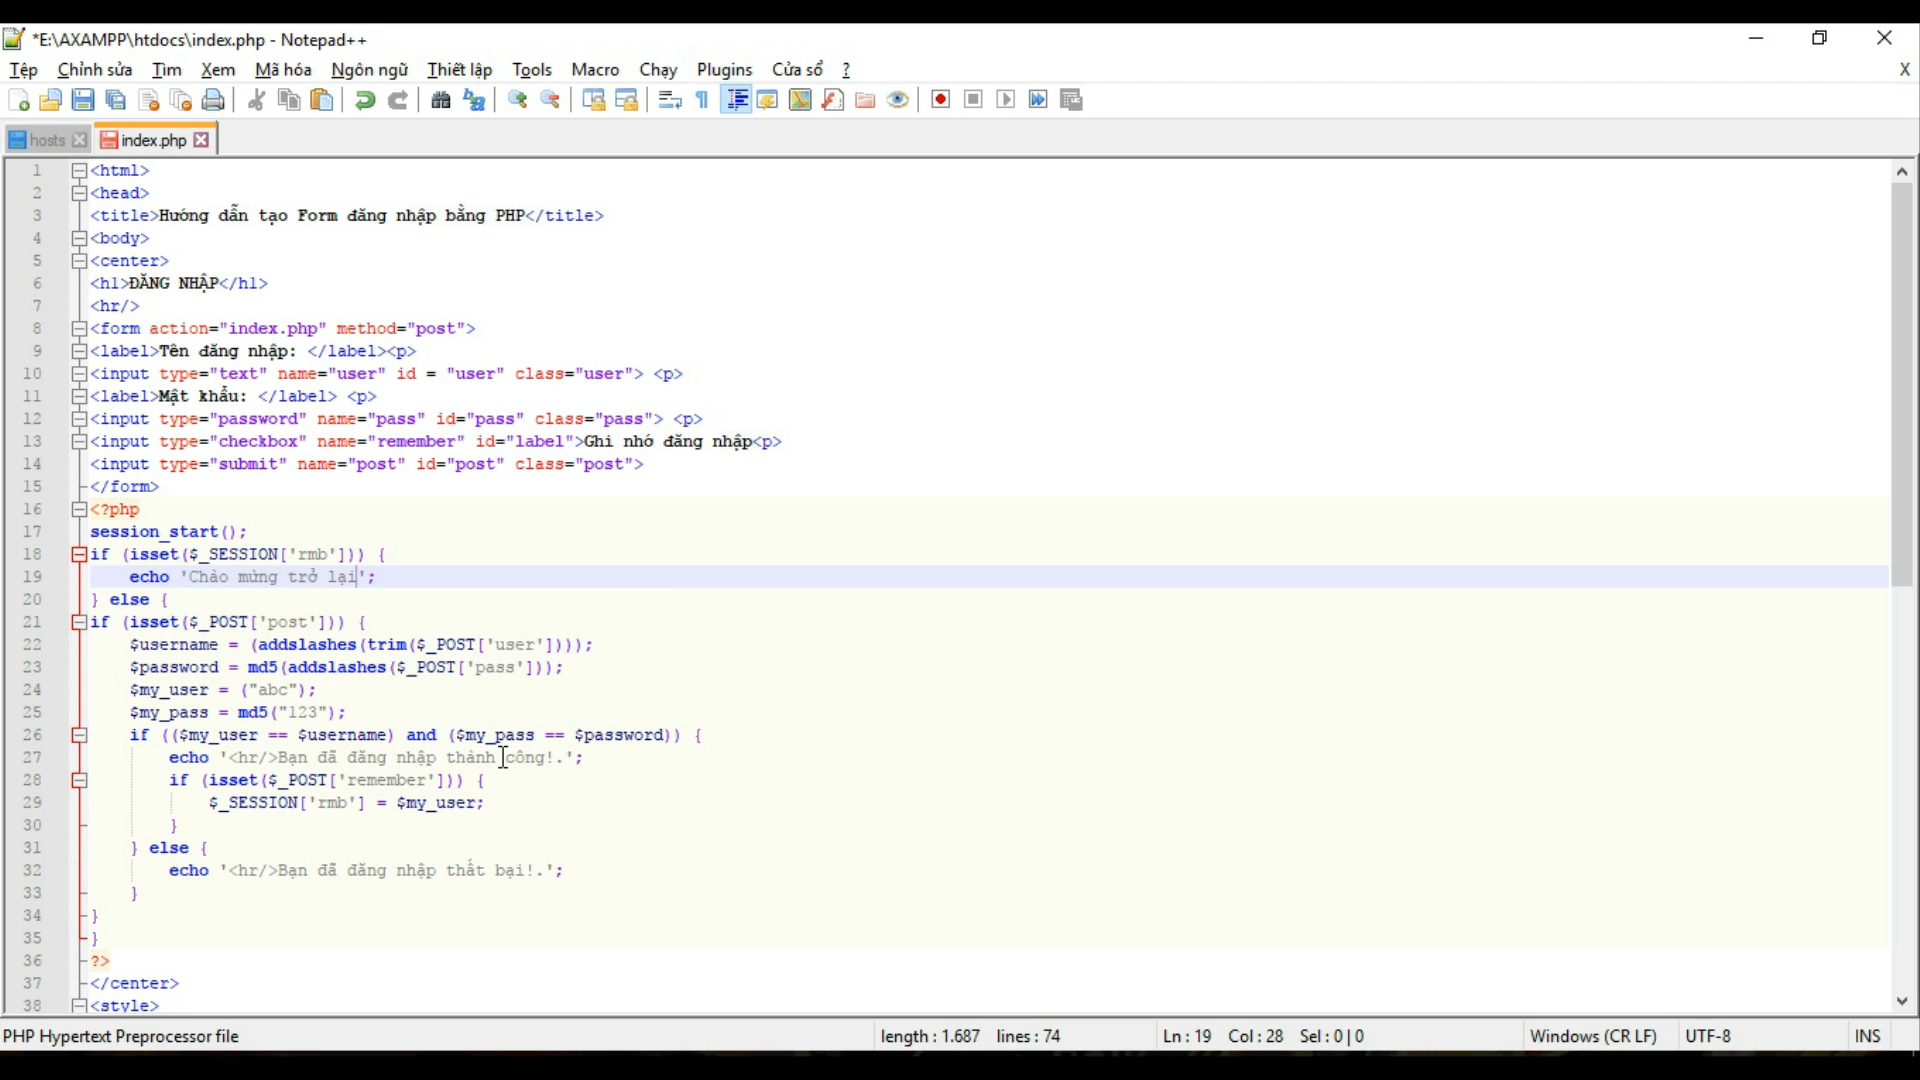 *E:\AXAMPP\htdocs\index.php - Notepad++
Tệp Chỉnh sửa Tìm Xem Mã hóa Ngôn ngữ Thiết lập Tools Macro Chạy Plugins Cửa sổ ? X
hosts index.php
1 <html>
2 <head>
3 <title>Hướng dẫn tạo Form đăng nhập bằng PHP</title>
4 <body>
5 <center>
6 <h1>ĐĂNG NHẬP</h1>
7 <hr/>
8 <form action="index.php" method="post">
9 <label>Tên đăng nhập: </label><p>
10 <input type="text" name="user" id = "user" class="user"> <p>
11 <label>Mật khẩu: </label> <p>
12 <input type="password" name="pass" id="pass" class="pass"> <p>
13 <input type="checkbox" name="remember" id="label">Ghi nhớ đăng nhập<p>
14 <input type="submit" name="post" id="post" class="post">
15 </form>
16 <?php
17 session_start();
18 if (isset($_SESSION['rmb'])) {
19 echo 'Chào mừng trở lại';
20 } else {
21 if (isset($_POST['post'])) {
22 $username = (addslashes(trim($_POST['user'])));
23 $password = md5(addslashes($_POST['pass']));
24 $my_user = ("abc");
25 $my_pass = md5("123");
26 if (($my_user == $username) and ($my_pass == $password)) {
27 echo '<hr/>Bạn đã đăng nhập thành công!.';
28 if (isset($_POST['remember'])) {
29 $_SESSION['rmb'] = $my_user;
30 }
31 } else {
32 echo '<hr/>Bạn đã đăng nhập thất bại!.';
33 }
34 }
35 }
36 ?>
37 </center>
38 <style>
PHP Hypertext Preprocessor file length : 1.687 lines : 74 Ln : 19 Col : 28 Sel : 0 | 0 Windows (CR LF) UTF-8 INS